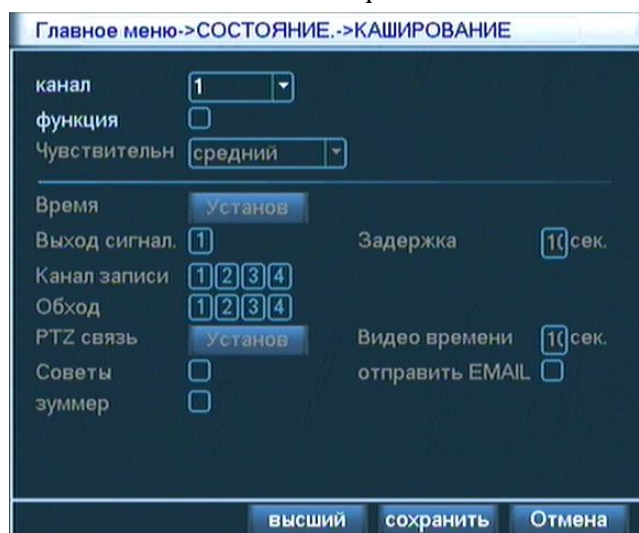 Главное меню->СОСТОЯНИЕ.->КАШИРОВАНИЕ
канал 1
функция
Чувствительн средний
Время Установ
Выход сигнал. 1 Задержка 10 сек.
Канал записи 1 2 3 4
Обход 1 2 3 4
PTZ связь Установ Видео времени 10 сек.
Советы отправить EMAIL
зуммер
высший сохранить Отмена